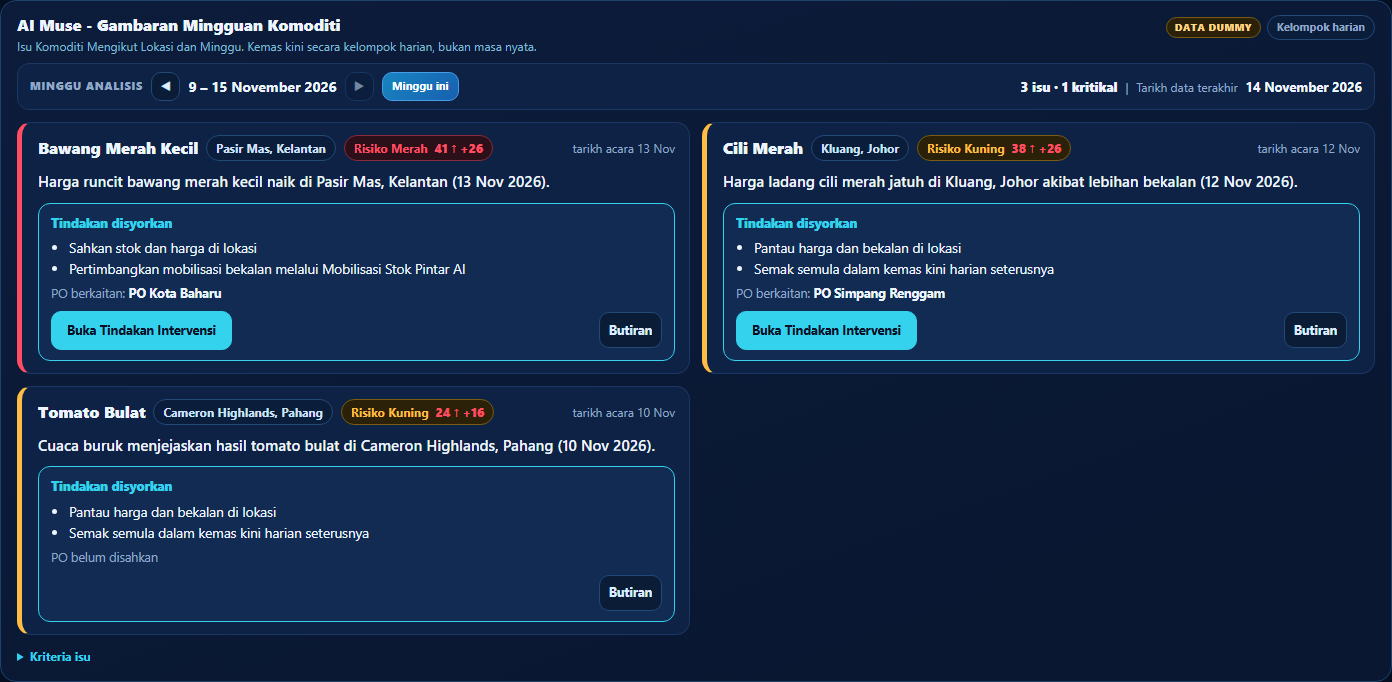 AI Muse - Gambaran Mingguan Komoditi
Isu Komoditi Mengikut Lokasi dan Minggu. Kemas kini secara kelompok harian, bukan masa nyata.
DATA DUMMY
Kelompok harian
MINGGU ANALISIS ◀ 9 – 15 November 2026 ▶ Minggu ini
3 isu • 1 kritikal | Tarikh data terakhir 14 November 2026
Bawang Merah Kecil Pasir Mas, Kelantan Risiko Merah 41 ↑ +26 tarikh acara 13 Nov
Harga runcit bawang merah kecil naik di Pasir Mas, Kelantan (13 Nov 2026).
Tindakan disyorkan
• Sahkan stok dan harga di lokasi
• Pertimbangkan mobilisasi bekalan melalui Mobilisasi Stok Pintar AI
PO berkaitan: PO Kota Baharu
Buka Tindakan Intervensi Butiran
Cili Merah Kluang, Johor Risiko Kuning 38 ↑ +26 tarikh acara 12 Nov
Harga ladang cili merah jatuh di Kluang, Johor akibat lebihan bekalan (12 Nov 2026).
Tindakan disyorkan
• Pantau harga dan bekalan di lokasi
• Semak semula dalam kemas kini harian seterusnya
PO berkaitan: PO Simpang Renggam
Buka Tindakan Intervensi Butiran
Tomato Bulat Cameron Highlands, Pahang Risiko Kuning 24 ↑ +16 tarikh acara 10 Nov
Cuaca buruk menjejaskan hasil tomato bulat di Cameron Highlands, Pahang (10 Nov 2026).
Tindakan disyorkan
• Pantau harga dan bekalan di lokasi
• Semak semula dalam kemas kini harian seterusnya
PO belum disahkan
Butiran
▶ Kriteria isu